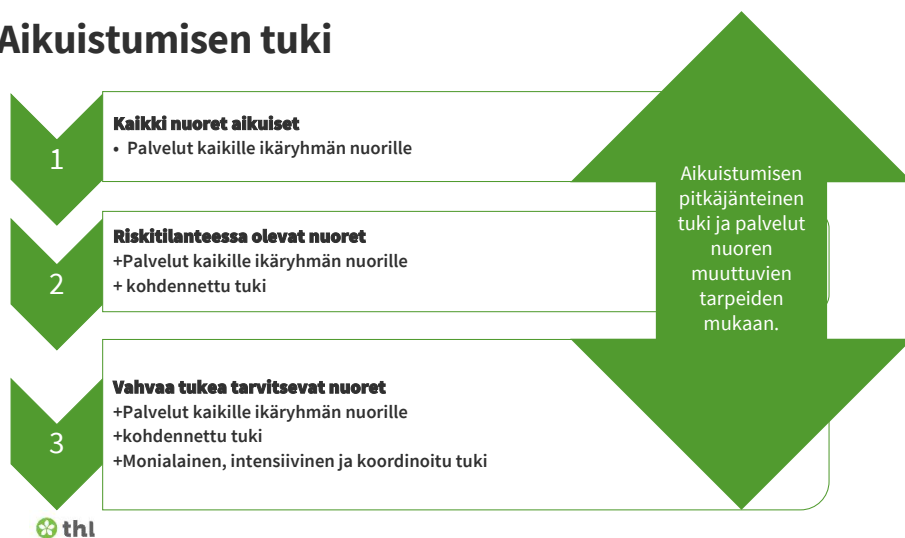 Aikuistumisen tuki
1
Kaikki nuoret aikuiset
• Palvelut kaikille ikäryhmän nuorille
2
Riskitilanteessa olevat nuoret
+Palvelut kaikille ikäryhmän nuorille
+ kohdennettu tuki
3
Vahvaa tukea tarvitsevat nuoret
+Palvelut kaikille ikäryhmän nuorille
+kohdennettu tuki
+Monialainen, intensiivinen ja koordinoitu tuki
Aikuistumisen
pitkäjänteinen
tuki ja palvelut
nuoren
muuttuvien
tarpeiden
mukaan.
thl